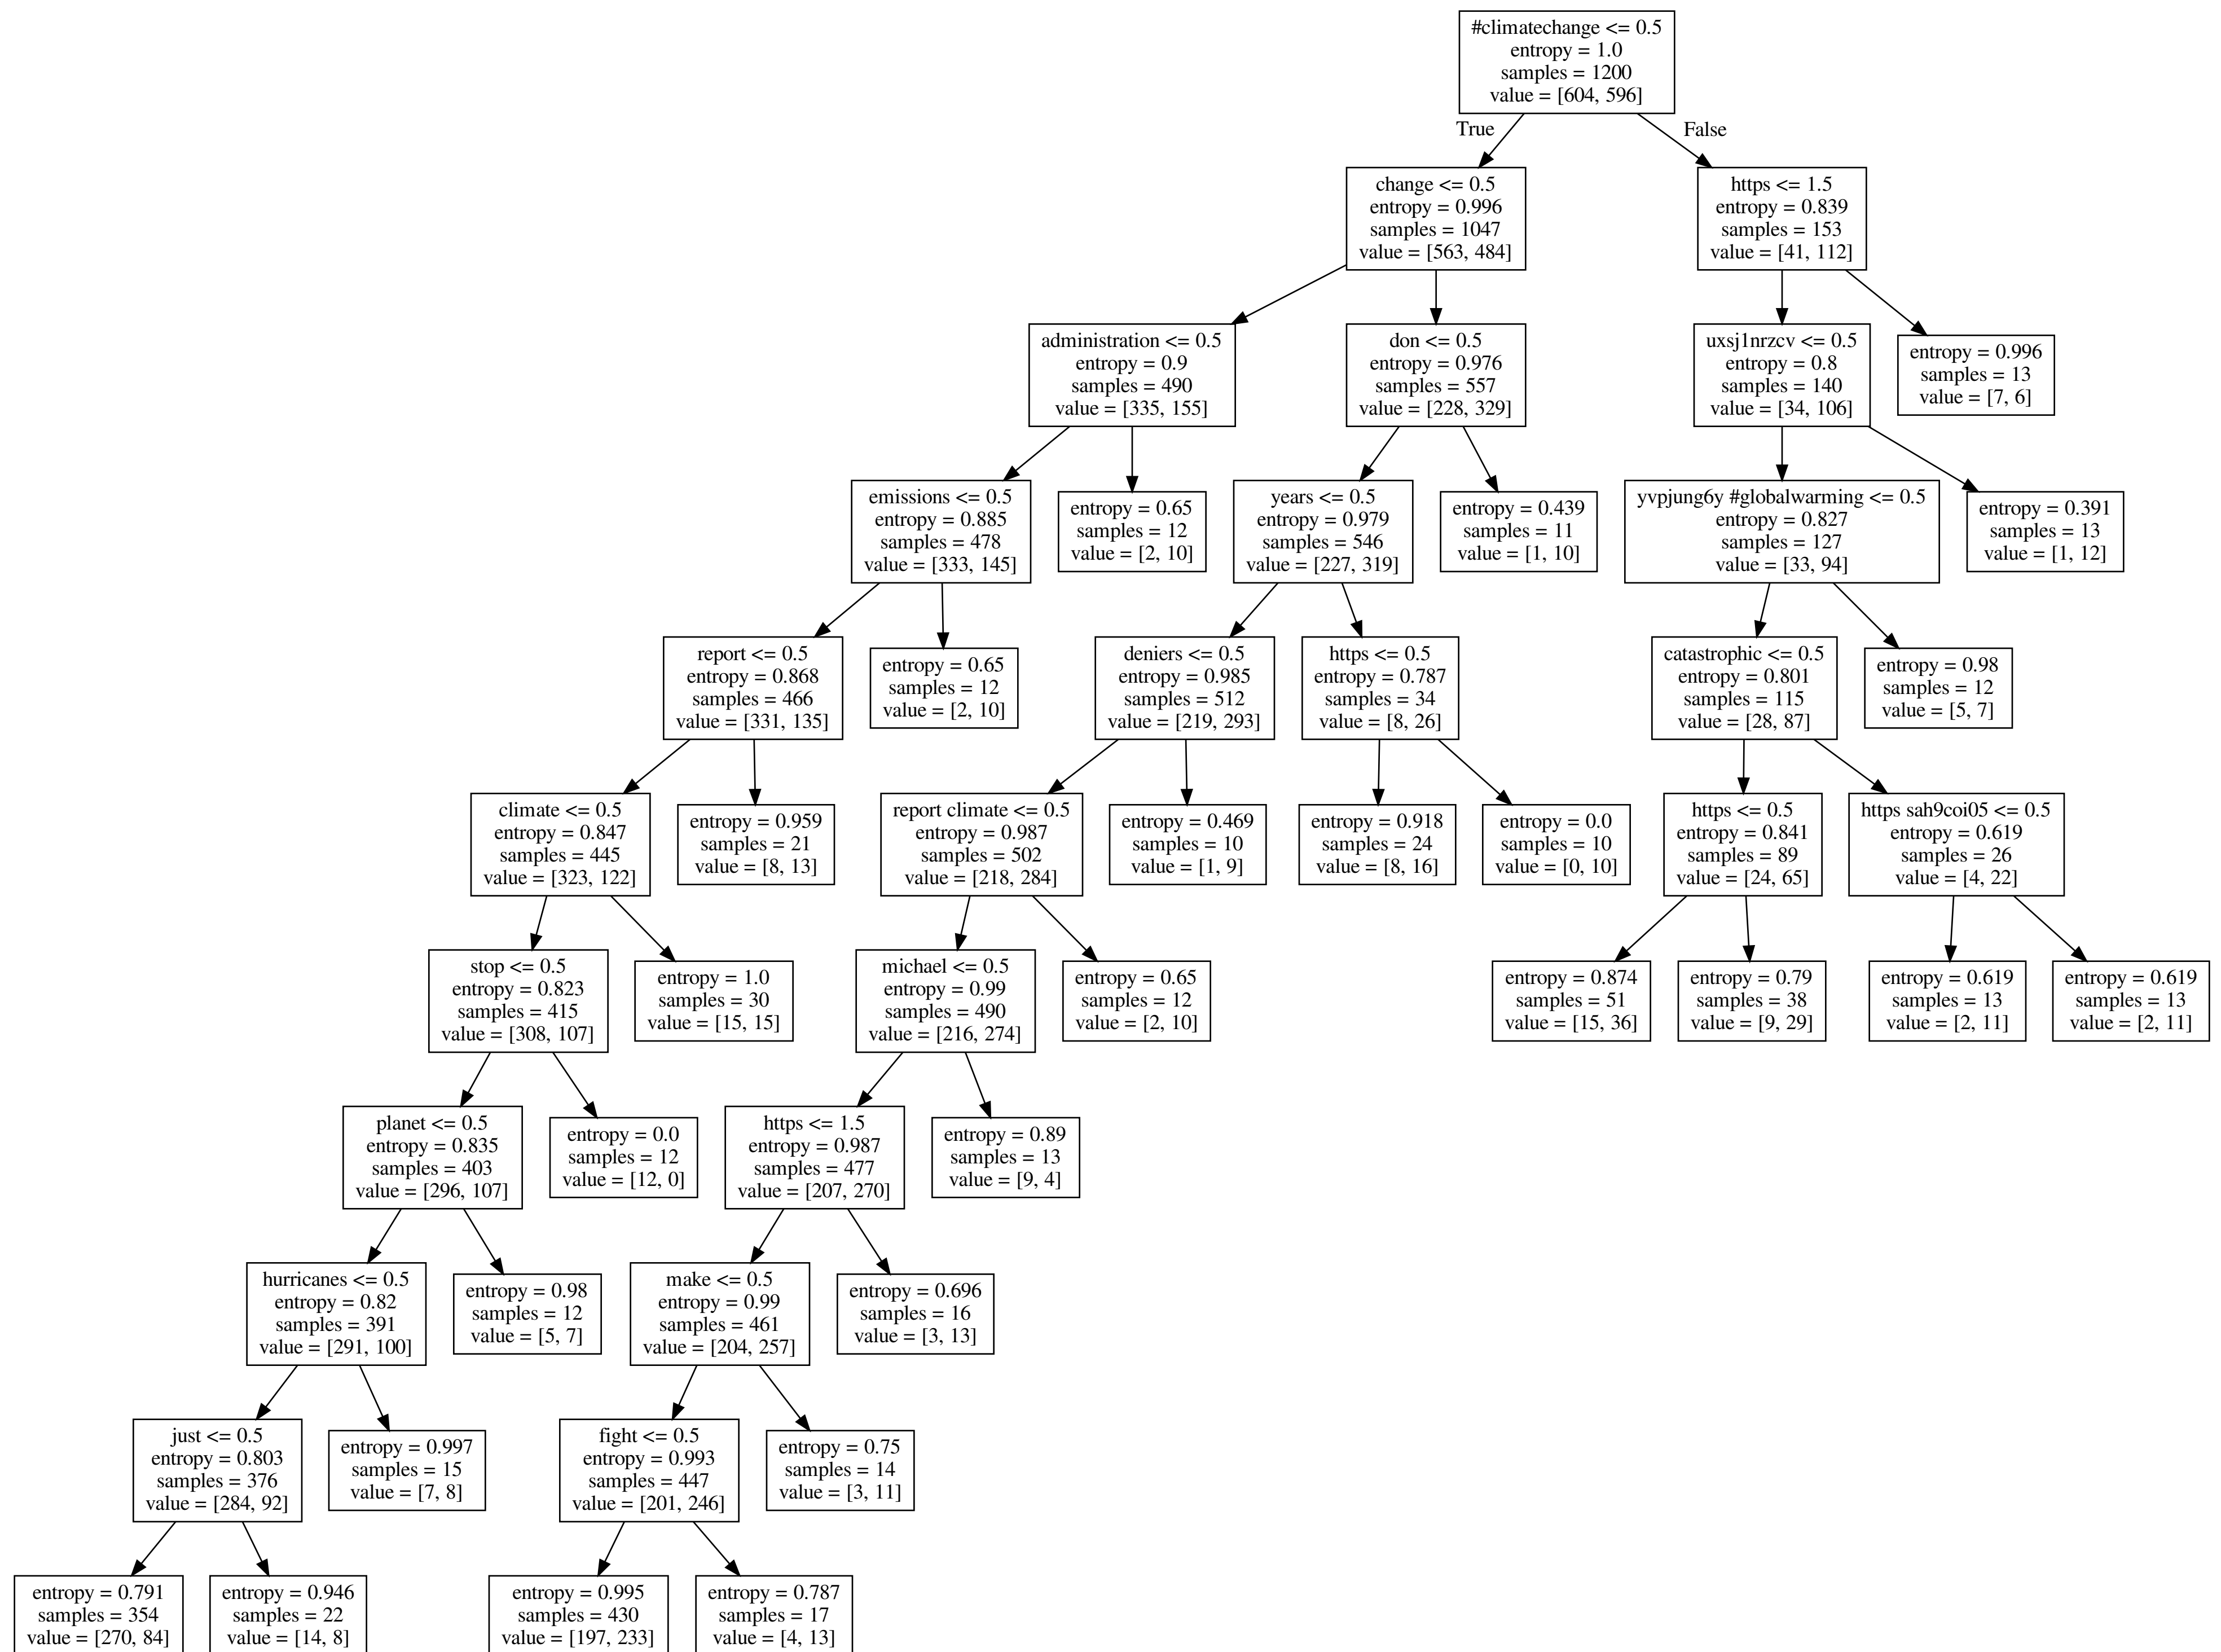 #climatechange <= 0.5
entropy = 1.0
samples = 1200
value = [604, 596]
True
False
change <= 0.5
entropy = 0.996
samples = 1047
value = [563, 484]
https <= 1.5
entropy = 0.839
samples = 153
value = [41, 112]
administration <= 0.5
entropy = 0.9
samples = 490
value = [335, 155]
don <= 0.5
entropy = 0.976
samples = 557
value = [228, 329]
uxsj1nrzcv <= 0.5
entropy = 0.8
samples = 140
value = [34, 106]
entropy = 0.996
samples = 13
value = [7, 6]
emissions <= 0.5
entropy = 0.885
samples = 478
value = [333, 145]
entropy = 0.65
samples = 12
value = [2, 10]
years <= 0.5
entropy = 0.979
samples = 546
value = [227, 319]
entropy = 0.439
samples = 11
value = [1, 10]
yvpjung6y #globalwarming <= 0.5
entropy = 0.827
samples = 127
value = [33, 94]
entropy = 0.391
samples = 13
value = [1, 12]
report <= 0.5
entropy = 0.868
samples = 466
value = [331, 135]
entropy = 0.65
samples = 12
value = [2, 10]
deniers <= 0.5
entropy = 0.985
samples = 512
value = [219, 293]
https <= 0.5
entropy = 0.787
samples = 34
value = [8, 26]
catastrophic <= 0.5
entropy = 0.801
samples = 115
value = [28, 87]
entropy = 0.98
samples = 12
value = [5, 7]
climate <= 0.5
entropy = 0.847
samples = 445
value = [323, 122]
entropy = 0.959
samples = 21
value = [8, 13]
report climate <= 0.5
entropy = 0.987
samples = 502
value = [218, 284]
entropy = 0.469
samples = 10
value = [1, 9]
entropy = 0.918
samples = 24
value = [8, 16]
entropy = 0.0
samples = 10
value = [0, 10]
https <= 0.5
entropy = 0.841
samples = 89
value = [24, 65]
https sah9coi05 <= 0.5
entropy = 0.619
samples = 26
value = [4, 22]
stop <= 0.5
entropy = 0.823
samples = 415
value = [308, 107]
entropy = 1.0
samples = 30
value = [15, 15]
michael <= 0.5
entropy = 0.99
samples = 490
value = [216, 274]
entropy = 0.65
samples = 12
value = [2, 10]
entropy = 0.874
samples = 51
value = [15, 36]
entropy = 0.79
samples = 38
value = [9, 29]
entropy = 0.619
samples = 13
value = [2, 11]
entropy = 0.619
samples = 13
value = [2, 11]
planet <= 0.5
entropy = 0.835
samples = 403
value = [296, 107]
entropy = 0.0
samples = 12
value = [12, 0]
https <= 1.5
entropy = 0.987
samples = 477
value = [207, 270]
entropy = 0.89
samples = 13
value = [9, 4]
hurricanes <= 0.5
entropy = 0.82
samples = 391
value = [291, 100]
entropy = 0.98
samples = 12
value = [5, 7]
make <= 0.5
entropy = 0.99
samples = 461
value = [204, 257]
entropy = 0.696
samples = 16
value = [3, 13]
just <= 0.5
entropy = 0.803
samples = 376
value = [284, 92]
entropy = 0.997
samples = 15
value = [7, 8]
fight <= 0.5
entropy = 0.993
samples = 447
value = [201, 246]
entropy = 0.75
samples = 14
value = [3, 11]
entropy = 0.791
samples = 354
value = [270, 84]
entropy = 0.946
samples = 22
value = [14, 8]
entropy = 0.995
samples = 430
value = [197, 233]
entropy = 0.787
samples = 17
value = [4, 13]